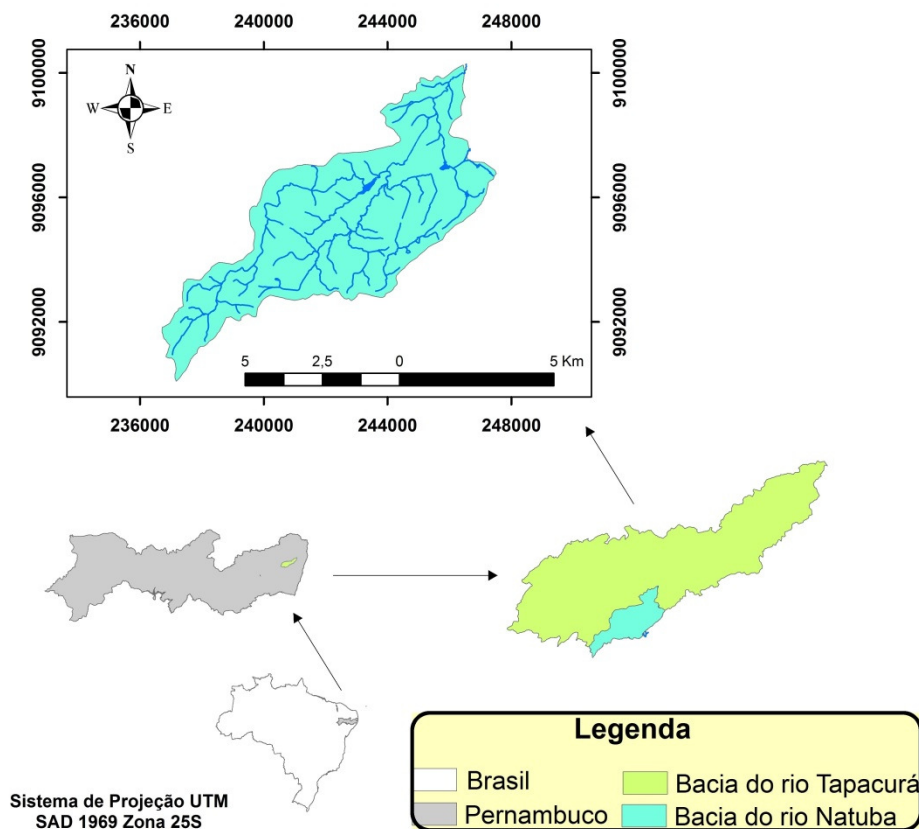 236000 240000 244000 248000
9100000 9100000
N
W E
S
9096000 9096000
9092000 9092000
5 2,5 0 5 Km
236000 240000 244000 248000
Legenda
Brasil Bacia do rio Tapacurá
Pernambuco Bacia do rio Natuba
Sistema de Projeção UTM
SAD 1969 Zona 25S